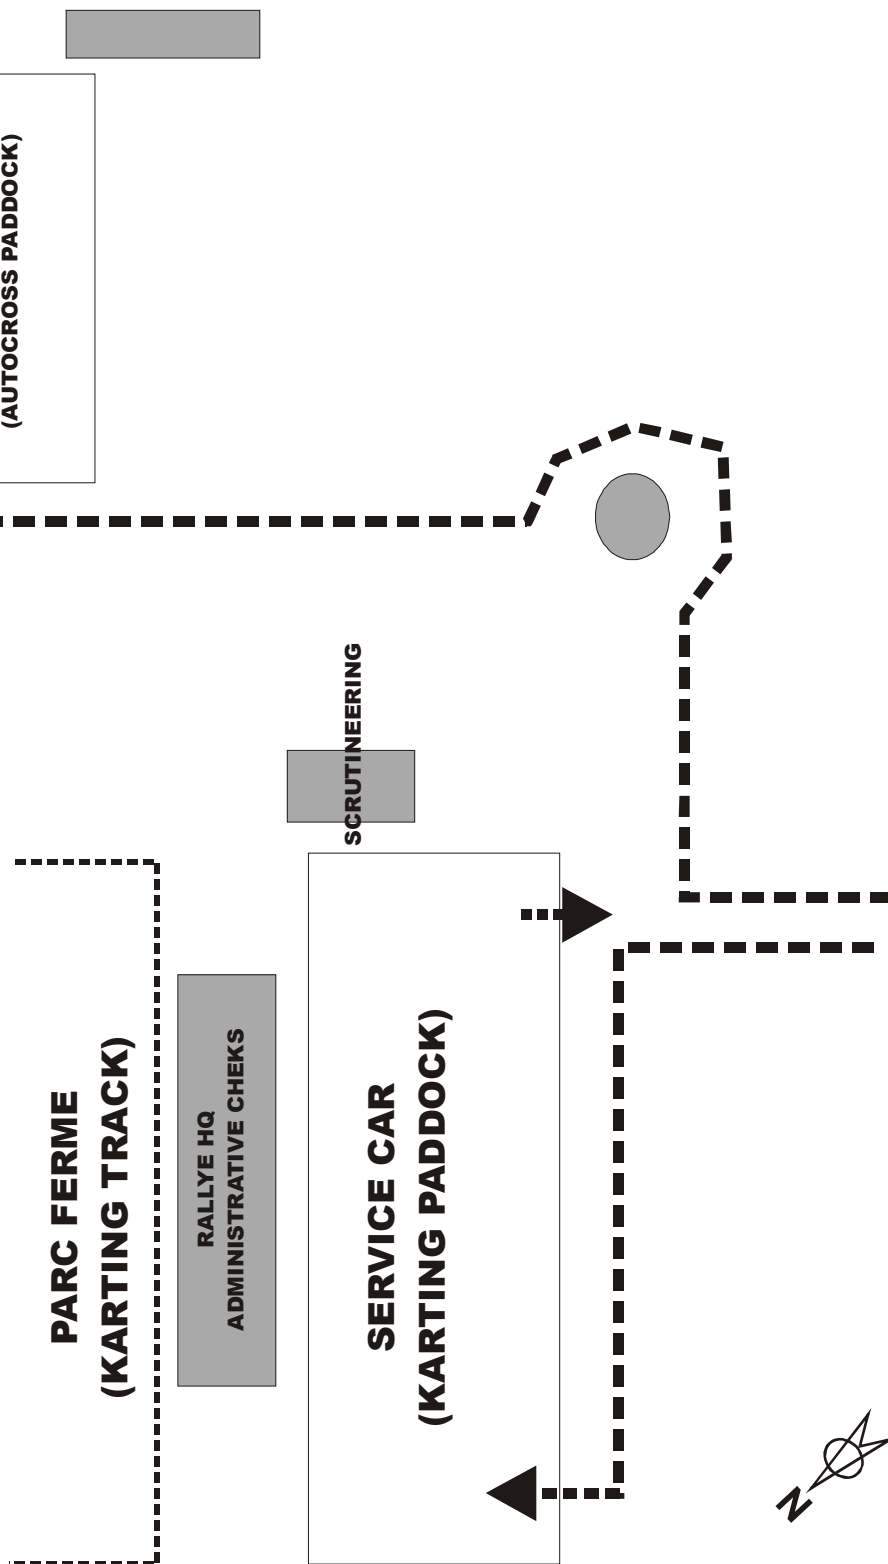 (AUTOCROSS PADDOCK)
SCRUTINEERING
PARC FERME
(KARTING TRACK)
RALLYE HQ
ADMINISTRATIVE CHEKS
SERVICE CAR
(KARTING PADDOCK)
N